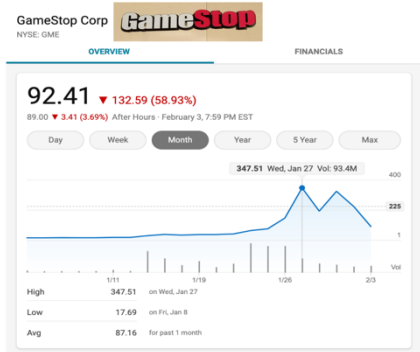 GameStop Corp
GameStop
NYSE: GME
OVERVIEW FINANCIALS
92.41 ▼ 132.59 (58.93%)
89.00 ▼ 3.41 (3.69%) After Hours · February 3, 7:59 PM EST
Day Week Month Year 5 Year Max
347.51 Wed, Jan 27 Vol: 93.4M
400
225
1
Vol
1/11 1/19 1/26 2/3
High 347.51 on Wed, Jan 27
Low 17.69 on Fri, Jan 8
Avg 87.16 for past 1 month